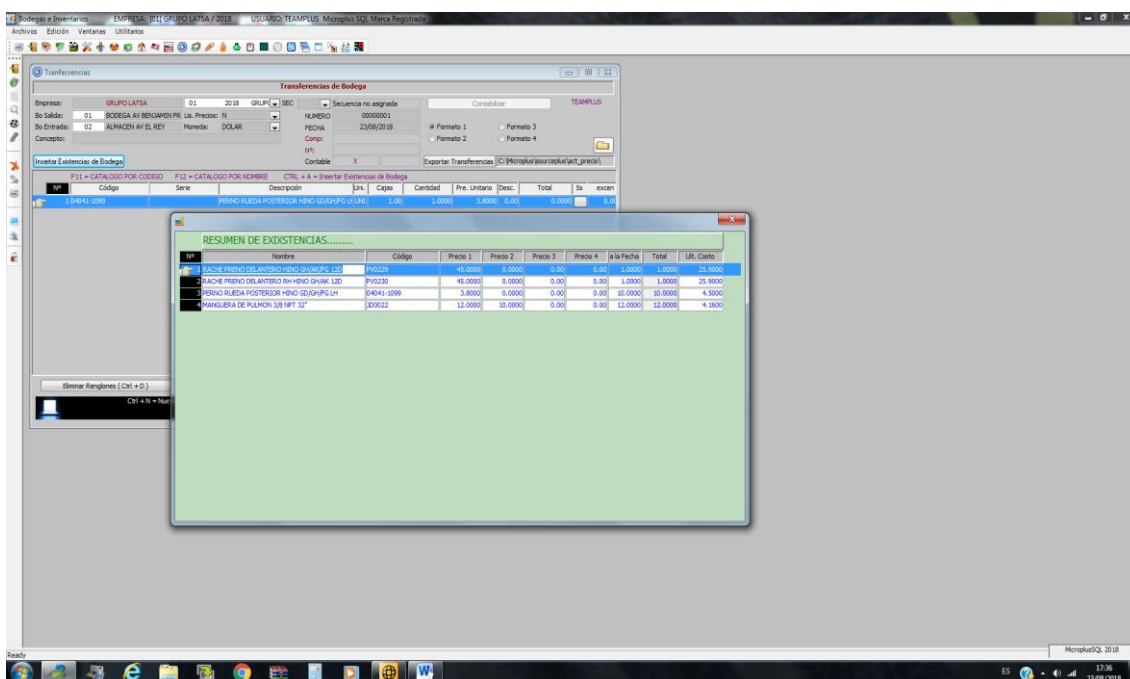 Bodegas e Inventarios EMPRESA: [01] GRUPO LATSA / 2018 USUARIO: TEAMPLUS Microplus SQL Marca Registrada
Archivos Edición Ventanas Utilitarios
Tranfecrencias
Transferencias de Bodega
Empresa: GRUPO LATSA 01 2018 GRUPC SEC Secuencia no asignada Contabilizar TEAMPLUS
Bo Salida: 01 BODEGA AV BENJAMIN FR Lis. Precios: N NUMERO 00000001
Bo Entrada: 02 ALMACEN AV EL REY Moneda: DOLAR FECHA 23/08/2018 Formato 1 Formato 3
Concepto: Comp: Formato 2 Formato 4
Nº:
Insertar Existencias de Bodega Contable X Exportar Transferencias C:\Microplus\sourceplus\act_precio\
F11 = CATALOGO POR CODIGO F12 = CATALOGO POR NOMBRE CTRL + A = Insertar Existencias de Bodega
Nº Código Serie Descripción Uni. Cajas Cantidad Pre. Unitario Desc. Total Ss excen
1 04041-1099 PERNO RUEDA POSTERIOR HINO GD/GH/FG LH UNI 1.00 1.0000 3.8000 0.00 0.0000 0.00
RESUMEN DE EXIXSTENCIAS.........
Nº Nombre Código Precio 1 Precio 2 Precio 3 Precio 4 a la Fecha Total Ult. Costo
1 RACHE FRENO DELANTERO HINO GH/AK/FG 12D PY0229 45.0000 0.0000 0.00 0.00 1.0000 1.0000 25.9000
2 RACHE FRENO DELANTERO RH HINO GH/AK 12D PY0230 45.0000 0.0000 0.00 0.00 1.0000 1.0000 25.9000
3 PERNO RUEDA POSTERIOR HINO GD/GH/FG LH 04041-1099 3.8000 0.0000 0.00 0.00 10.0000 10.0000 4.5000
4 MANGUERA DE PULMON 3/8 NPT 32" JD0022 12.0000 10.0000 0.00 0.00 12.0000 12.0000 4.1600
Eliminar Renglones ( Ctrl + D )
Ctrl + N = Nue
Ready MicroplusSQL 2018
ES 17:36
23/08/2018